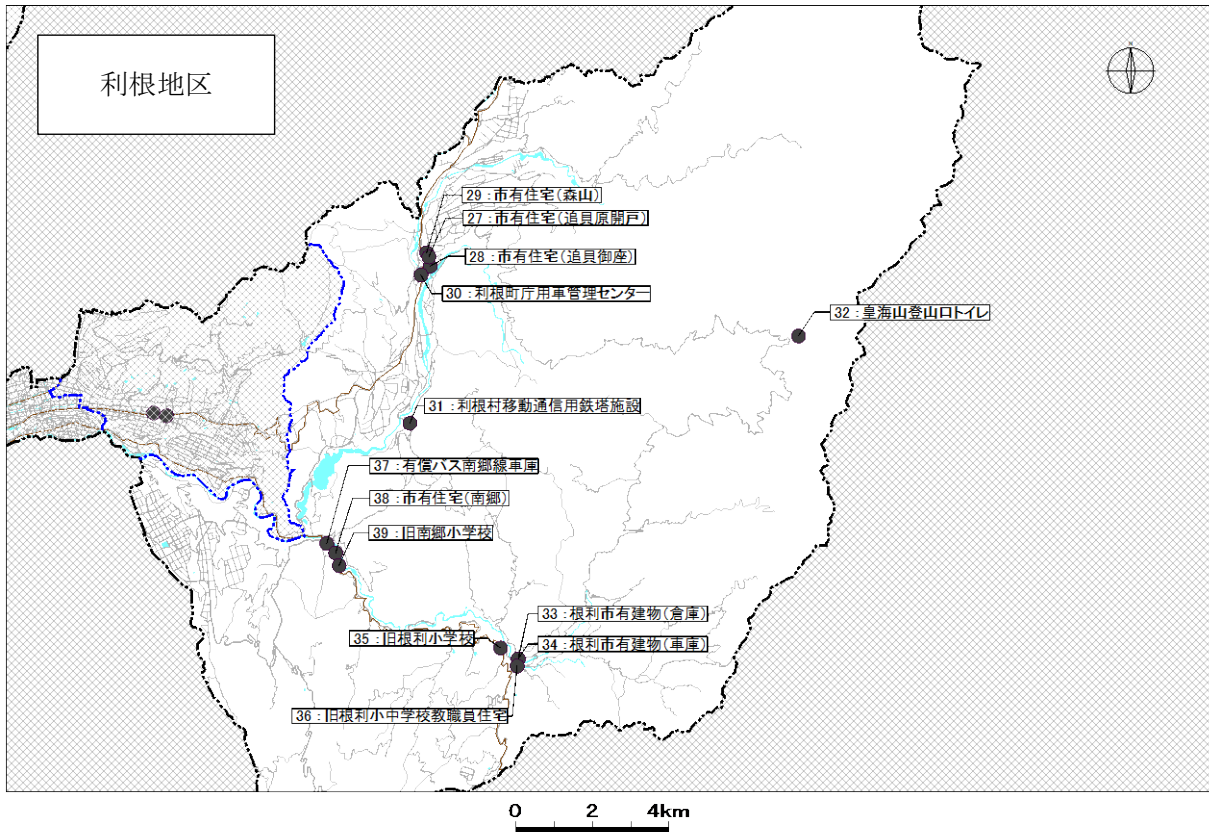 利根地区
29：市有住宅(森山)
27：市有住宅(追貝原開戸)
28：市有住宅(追貝御座)
30：利根町庁用車管理センター
32：皇海山登山口トイレ
31：利根村移動通信用鉄塔施設
37：有償バス南郷線車庫
38：市有住宅(南郷)
39：旧南郷小学校
33：根利市有建物(倉庫)
35：旧根利小学校
34：根利市有建物(車庫)
36：旧根利小中学校教職員住宅
0 2 4km